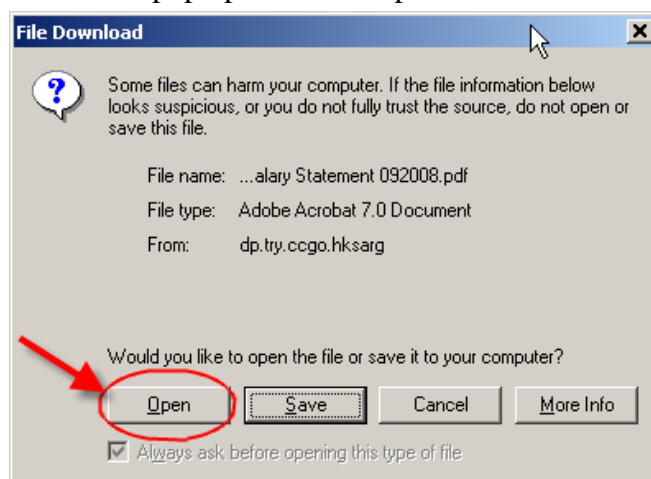 File Download
Some files can harm your computer. If the file information below
looks suspicious, or you do not fully trust the source, do not open or
save this file.
File name: ...alary Statement 092008.pdf
File type: Adobe Acrobat 7.0 Document
From: dp.try.ccgo.hksarg
Would you like to open the file or save it to your computer?
Open Save Cancel More Info
Always ask before opening this type of file